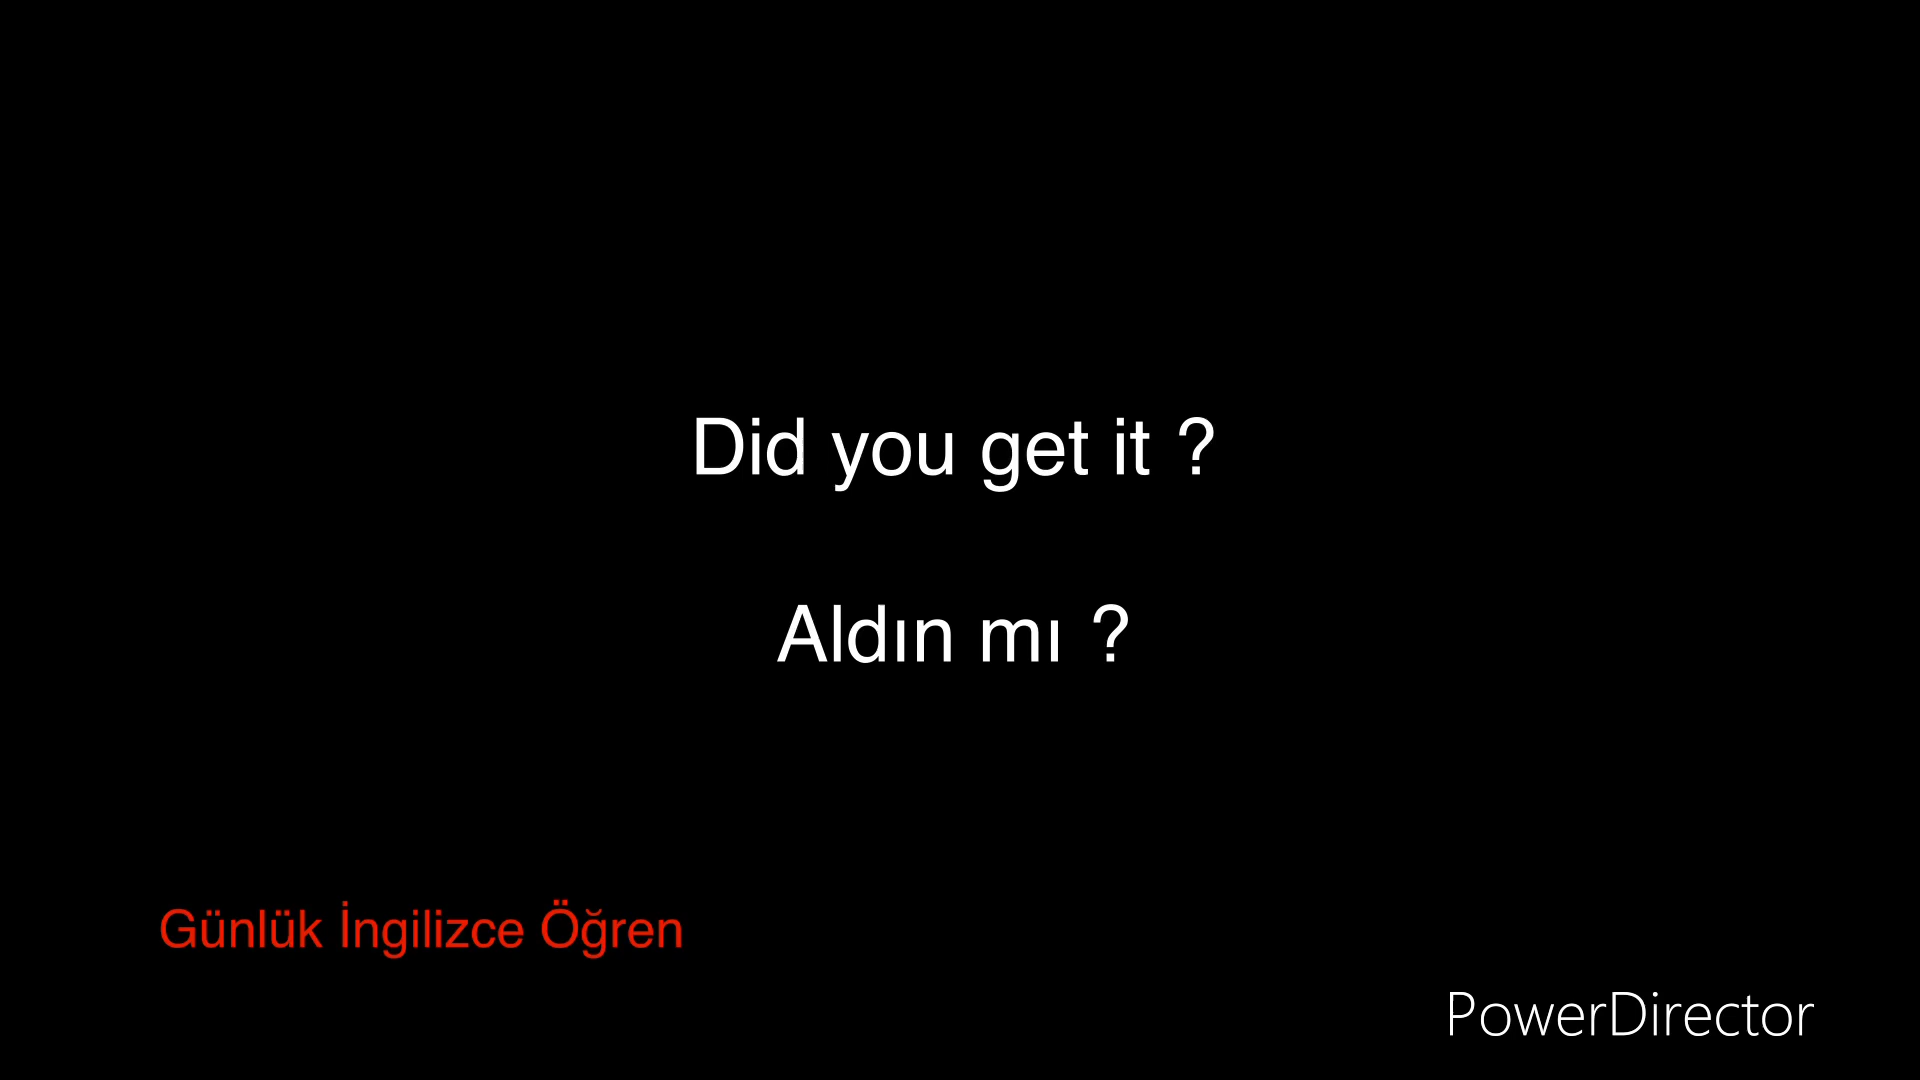 Did you get it ?
Aldın mı ?
Günlük İngilizce Öğren
PowerDirector